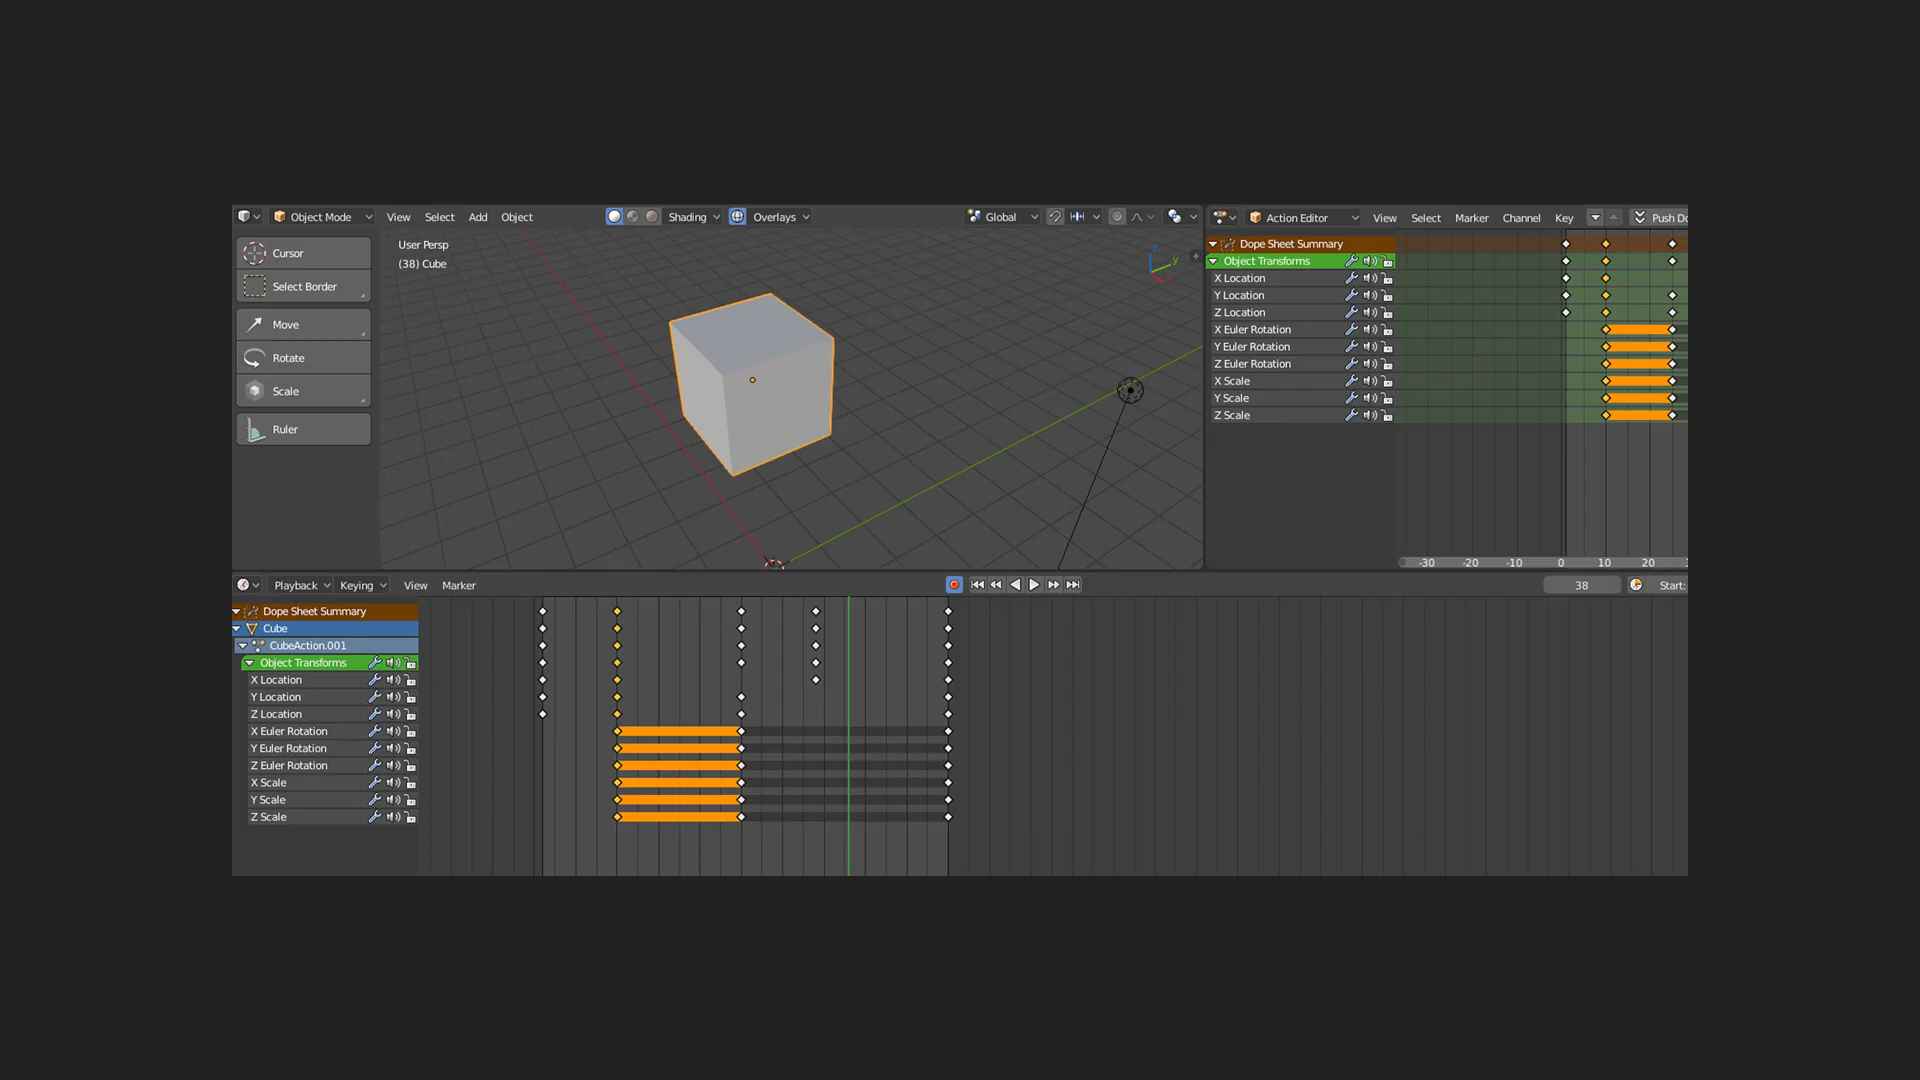 Object Mode View Select Add Object Shading Overlays Global
Action Editor View Select Marker Channel Key Push Do
Cursor
Select Border
Move
Rotate
Scale
Ruler
User Persp
(38) Cube
z
y
Dope Sheet Summary
Object Transforms
X Location
Y Location
Z Location
X Euler Rotation
Y Euler Rotation
Z Euler Rotation
X Scale
Y Scale
Z Scale
-30 -20 -10 0 10 20
Playback Keying View Marker 38 Start:
Dope Sheet Summary
Cube
CubeAction.001
Object Transforms
X Location
Y Location
Z Location
X Euler Rotation
Y Euler Rotation
Z Euler Rotation
X Scale
Y Scale
Z Scale